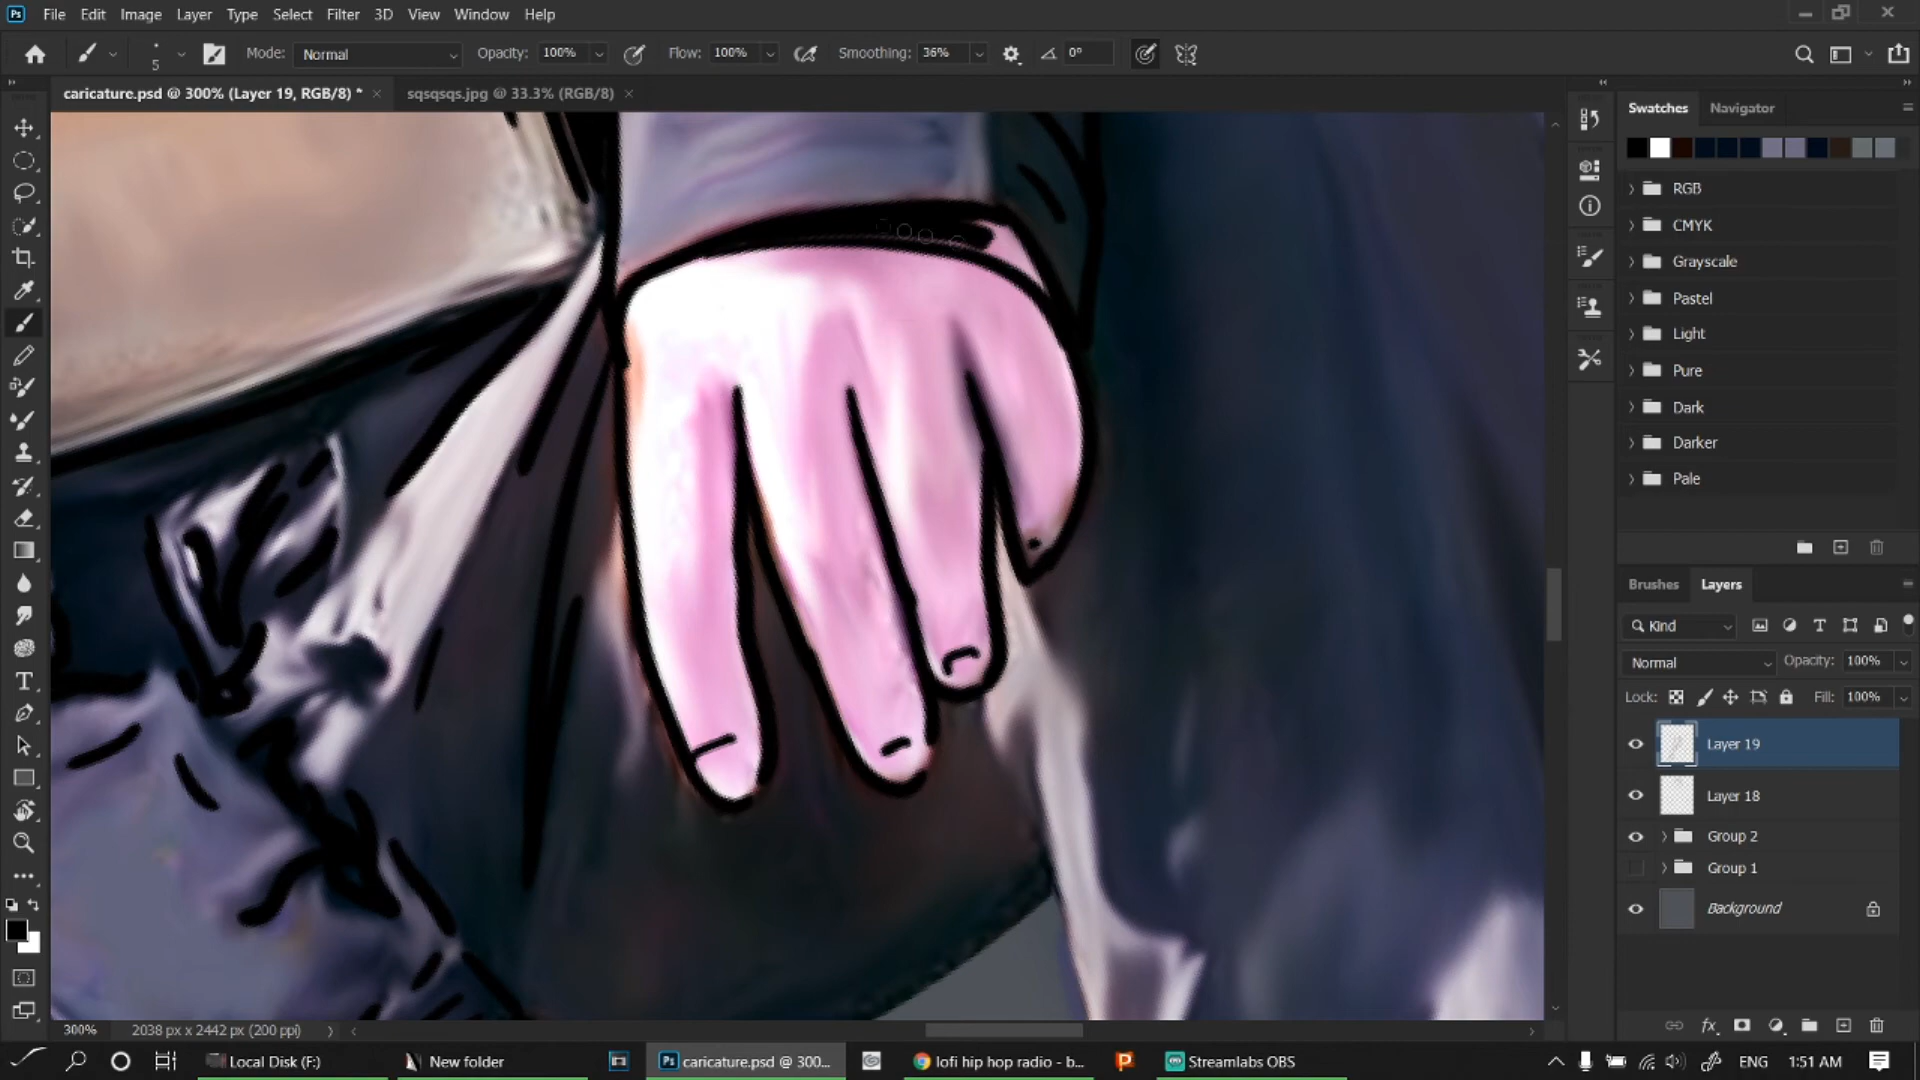 Ps File Edit Image Layer Type Select Filter 3D View Window Help
5 Mode: Normal Opacity: 100% Flow: 100% Smoothing: 36% 0°
caricature.psd @ 300% (Layer 19, RGB/8) * × sqsqsqs.jpg @ 33.3% (RGB/8) ×
Swatches Navigator
RGB
CMYK
Grayscale
Pastel
Light
Pure
Dark
Darker
Pale
Brushes Layers
Kind
Normal Opacity: 100%
Lock: Fill: 100%
Layer 19
Layer 18
Group 2
Group 1
Background
300% 2038 px x 2442 px (200 ppi)
Local Disk (F:) New folder Ps caricature.psd @ 300... lofi hip hop radio - b... P Streamlabs OBS ENG 1:51 AM